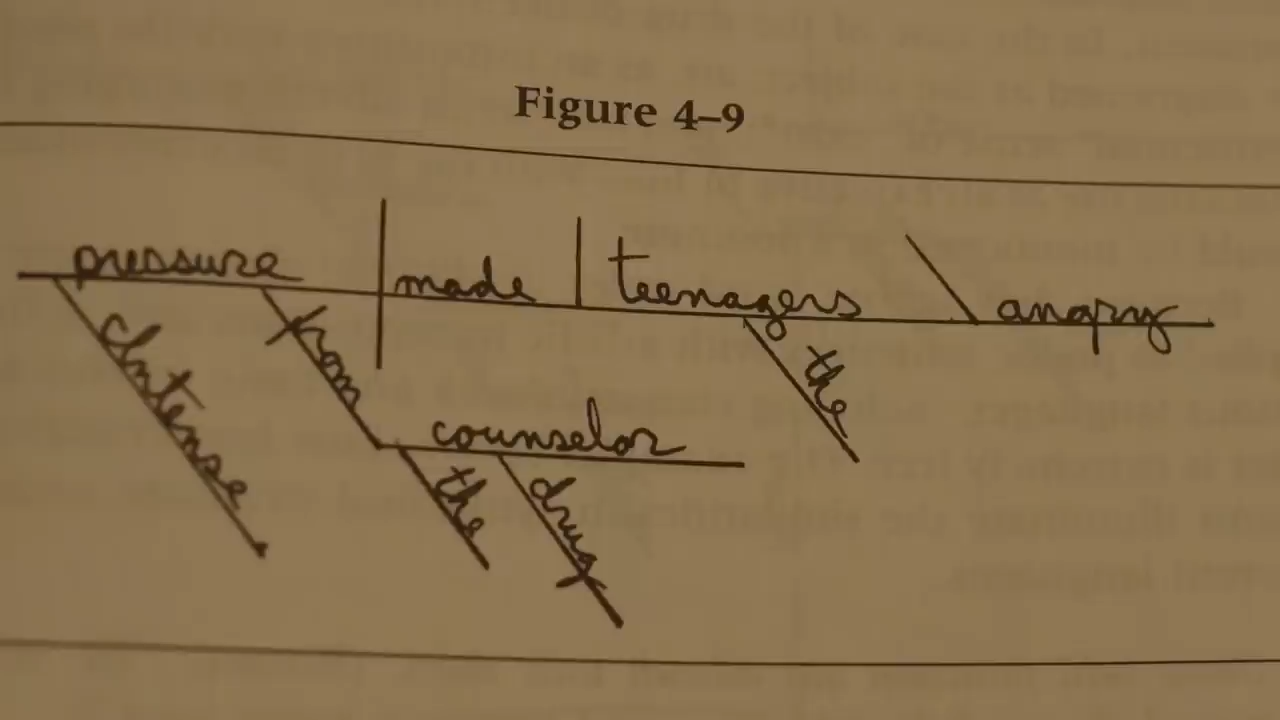 Figure 4–9
pressure made teenagers angry
Intense from the
counselor
the drug